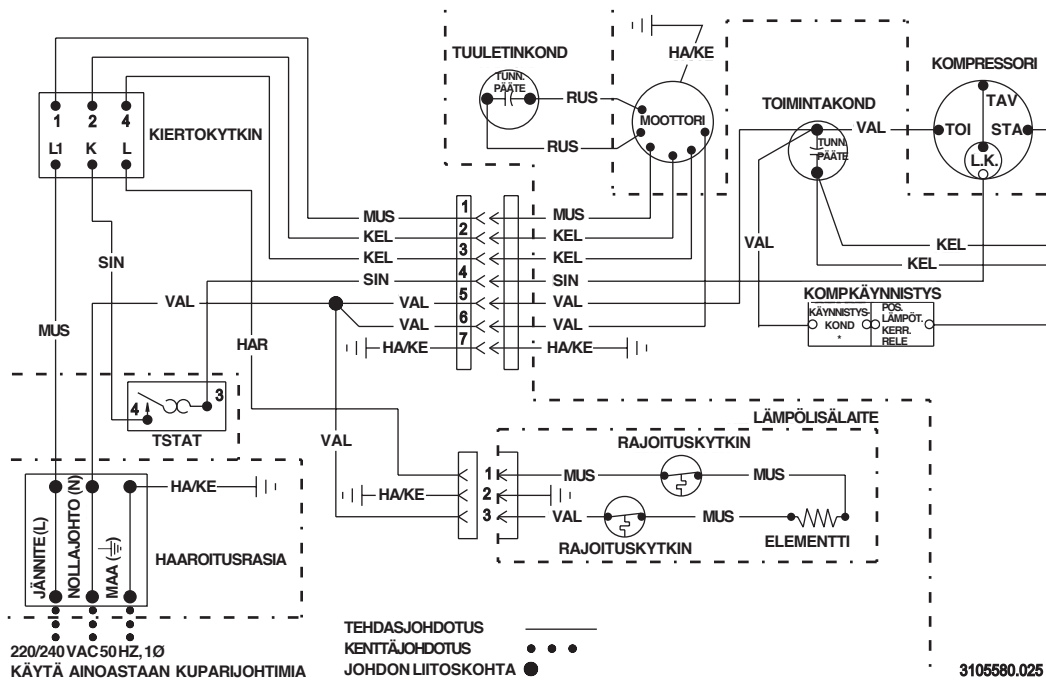 HA/KE
TUULETINKOND
KOMPRESSORI
TUNN.
PÄÄTE
RUS
MOOTTORI
TOIMINTAKOND
TAV
1 2 4
KIERTOKYTKIN
VAL
TOI
STA
L1 K L
RUS
TUNN.
PÄÄTE
L.K.
MUS
1
MUS
KEL
2
KEL
VAL
KEL
KEL
3
KEL
KEL
SIN
SIN
4
SIN
VAL
VAL
5
VAL
KOMPKÄYNNISTYS
KÄYNNISTYS-
KOND
*
POS.
LÄMPÖT.
KERR.
RELE
MUS
VAL
6
VAL
HAR
HA/KE
7
HA/KE
3
4
TSTAT
VAL
LÄMPÖLISÄLAITE
RAJOITUSKYTKIN
1
MUS
MUS
HA/KE
HA/KE
2
3
VAL
MUS
RAJOITUSKYTKIN
ELEMENTTI
JÄNNITE (L)
NOLLAJOHTO (N)
MAA (⏚)
HAAROITUSRASIA
TEHDASJOHDOTUS
220/240 VAC 50 HZ, 1Ø
KENTTÄJOHDOTUS
KÄYTÄ AINOASTAAN KUPARIJOHTIMIA
JOHDON LIITOSKOHTA
3105580.025